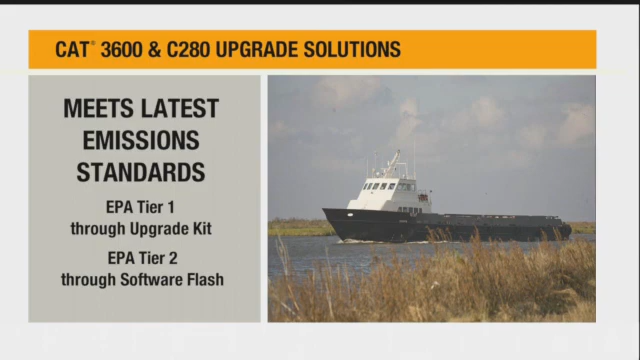 CAT® 3600 & C280 UPGRADE SOLUTIONS
MEETS LATEST
EMISSIONS
STANDARDS
EPA Tier 1
through Upgrade Kit
EPA Tier 2
through Software Flash